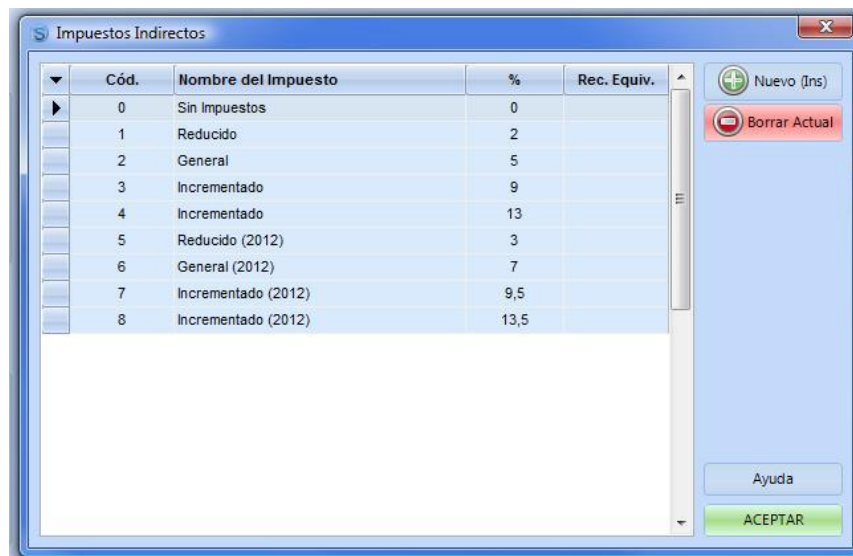 Impuestos Indirectos
Cód. Nombre del Impuesto % Rec. Equiv.
0 Sin Impuestos 0
1 Reducido 2
2 General 5
3 Incrementado 9
4 Incrementado 13
5 Reducido (2012) 3
6 General (2012) 7
7 Incrementado (2012) 9,5
8 Incrementado (2012) 13,5
Nuevo (Ins)
Borrar Actual
Ayuda
ACEPTAR